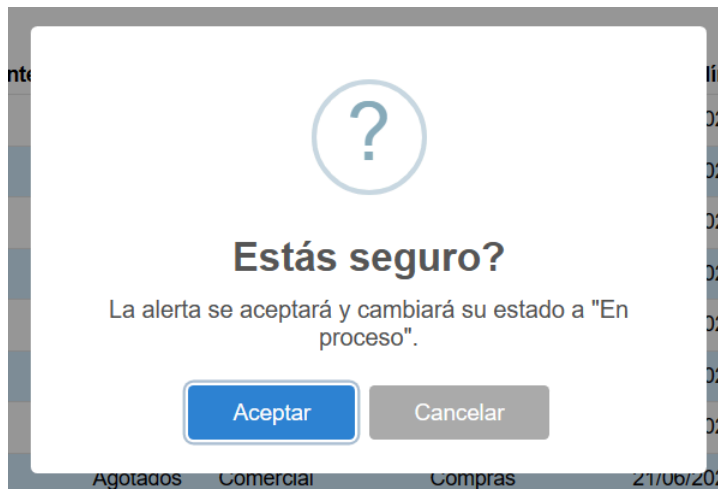 ?
Estás seguro?
La alerta se aceptará y cambiará su estado a "En
proceso".
Aceptar Cancelar
Agotados Comercial Compras